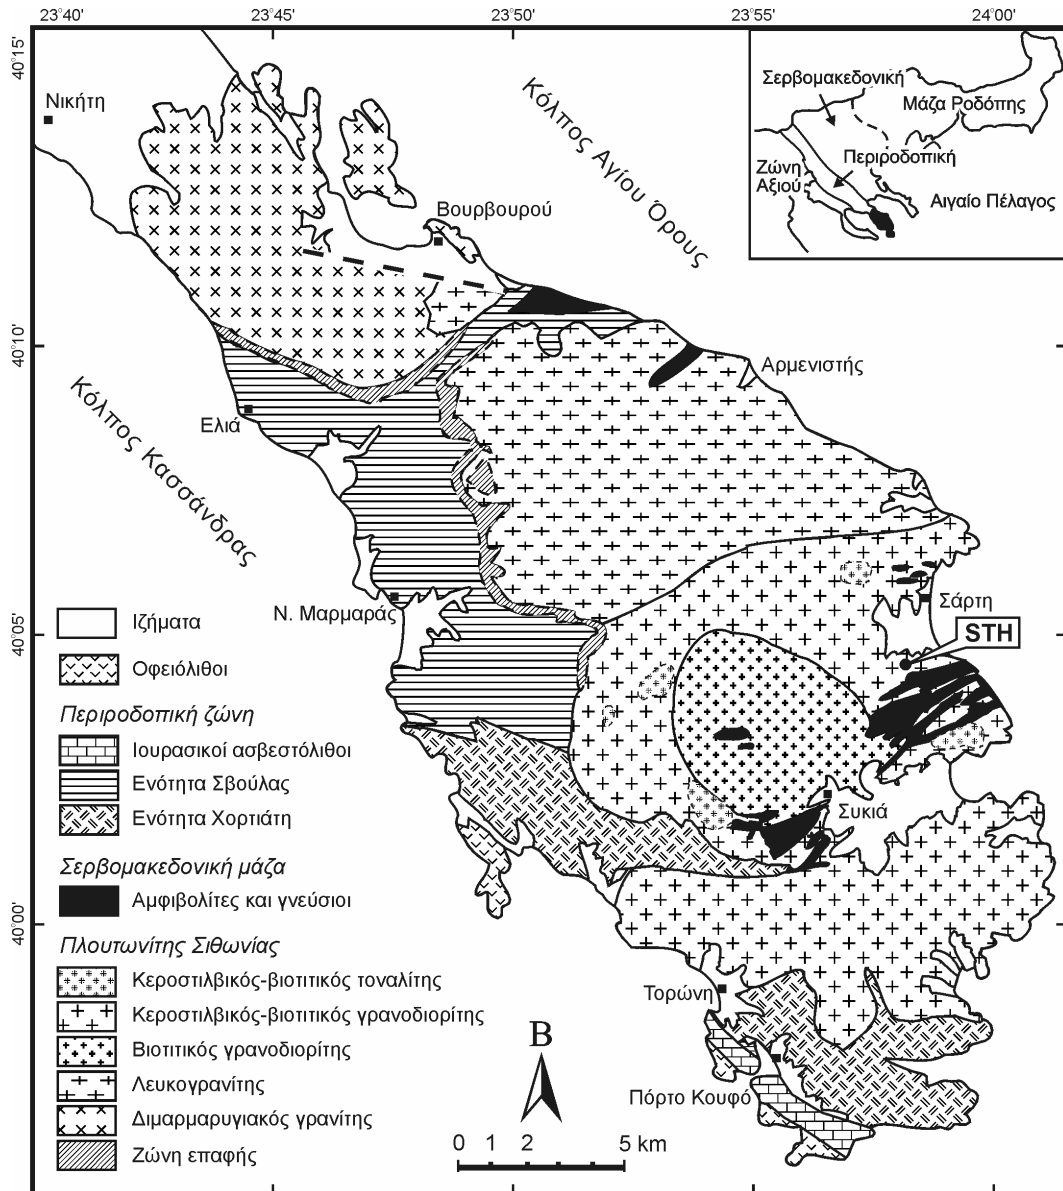 23°40'
23°45'
23°50'
23°55'
24°00'
40°15'
40°10'
40°05'
40°00'
Νικήτη
Κόλπος Αγίου Όρους
Σερβομακεδονική
Μάζα Ροδόπης
Περιροδοπική
Ζώνη
Αξιού
Αιγαίο Πέλαγος
Βουρβουρού
Αρμενιστής
Ελιά
Κόλπος Κασσάνδρας
Ν. Μαρμαράς
Σάρτη
STH
Συκιά
Τορώνη
Πόρτο Κουφό
Ιζήματα
Οφειόλιθοι
Περιροδοπική ζώνη
Ιουρασικοί ασβεστόλιθοι
Ενότητα Σβούλας
Ενότητα Χορτιάτη
Σερβομακεδονική μάζα
Αμφιβολίτες και γνεύσιοι
Πλουτωνίτης Σιθωνίας
Κεροστιλβικός-βιοτιτικός τοναλίτης
Κεροστιλβικός-βιοτιτικός γρανοδιορίτης
Βιοτιτικός γρανοδιορίτης
Λευκογρανίτης
Διμαρμαρυγιακός γρανίτης
Ζώνη επαφής
Β
0 1 2 5 km